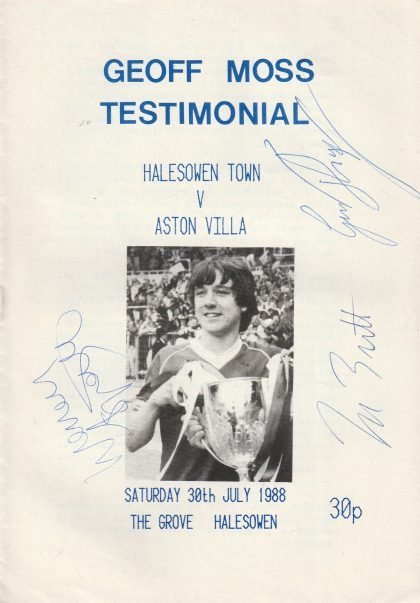 GEOFF MOSS
TESTIMONIAL
HALESOWEN TOWN
V
ASTON VILLA
SATURDAY 30th JULY 1988
THE GROVE HALESOWEN
30p